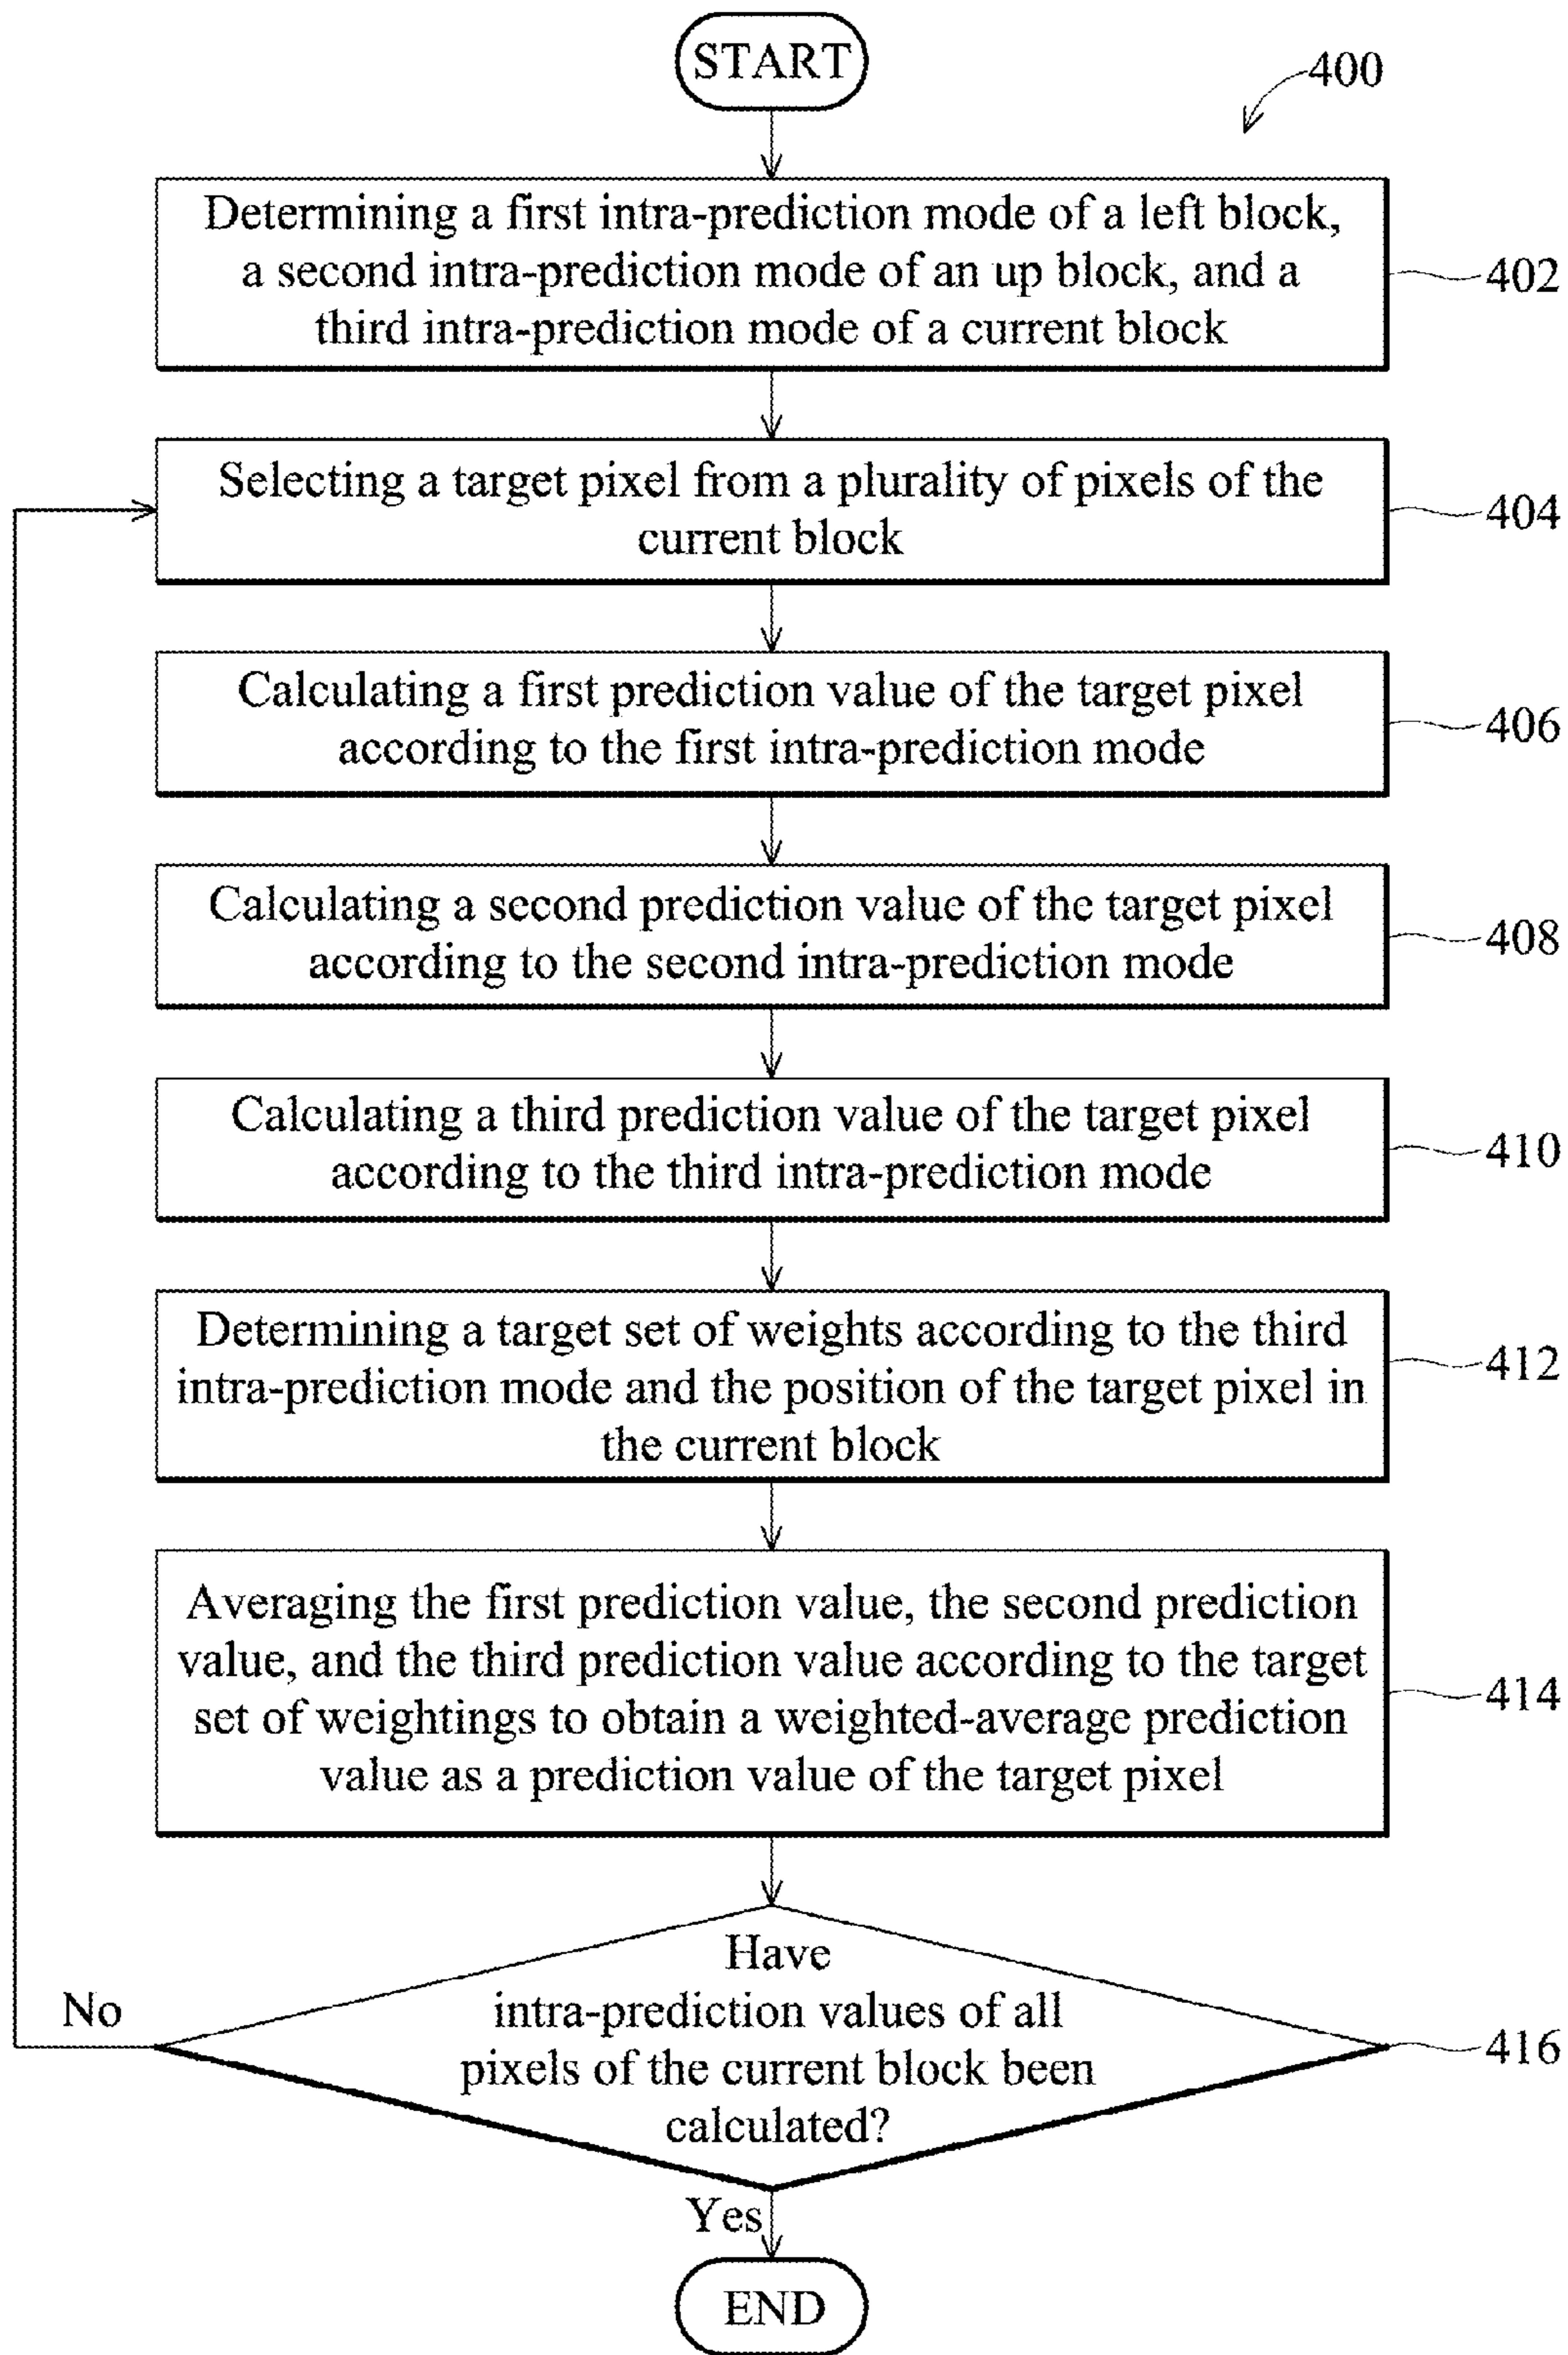 START
400
Determining a first intra-prediction mode of a left block,
a second intra-prediction mode of an up block, and a
third intra-prediction mode of a current block
402
Selecting a target pixel from a plurality of pixels of the
current block
404
Calculating a first prediction value of the target pixel
according to the first intra-prediction mode
406
Calculating a second prediction value of the target pixel
according to the second intra-prediction mode
408
Calculating a third prediction value of the target pixel
according to the third intra-prediction mode
410
Determining a target set of weights according to the third
intra-prediction mode and the position of the target pixel in
the current block
412
Averaging the first prediction value, the second prediction
value, and the third prediction value according to the target
set of weightings to obtain a weighted-average prediction
value as a prediction value of the target pixel
414
Have
intra-prediction values of all
pixels of the current block been
calculated?
416
No
Yes
END